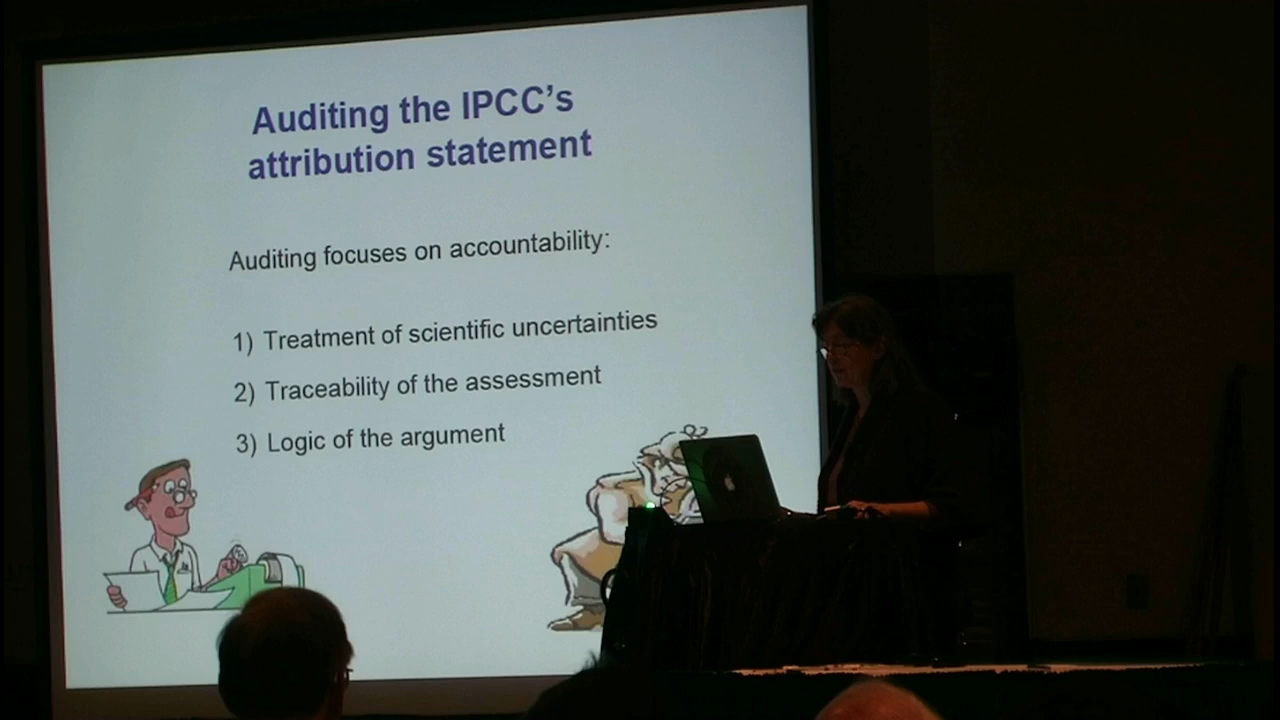 Auditing the IPCC’s
attribution statement
Auditing focuses on accountability:
1) Treatment of scientific uncertainties
2) Traceability of the assessment
3) Logic of the argument